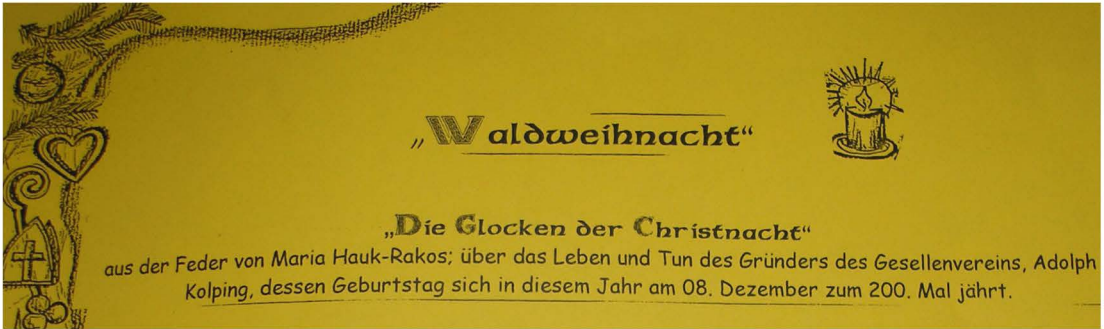 „Waldweihnacht“
„Die Glocken der Christnacht“
aus der Feder von Maria Hauk-Rakos; über das Leben und Tun des Gründers des Gesellenvereins, Adolph
Kolping, dessen Geburtstag sich in diesem Jahr am 08. Dezember zum 200. Mal jährt.